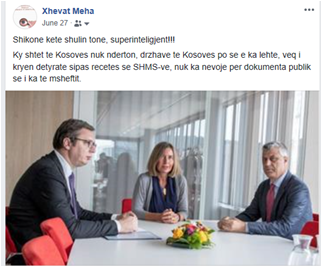 Xhevat Meha
June 27 ·
Shikone kete shulin tone, superinteligjent!!!!
Ky shtet te Kosoves nuk nderton, drzhave te Kosoves po se e ka lehte, veq i
kryen detyrate sipas recetes se SHMS-ve, nuk ka nevoje per dokumenta publik
se i ka te msheftit.